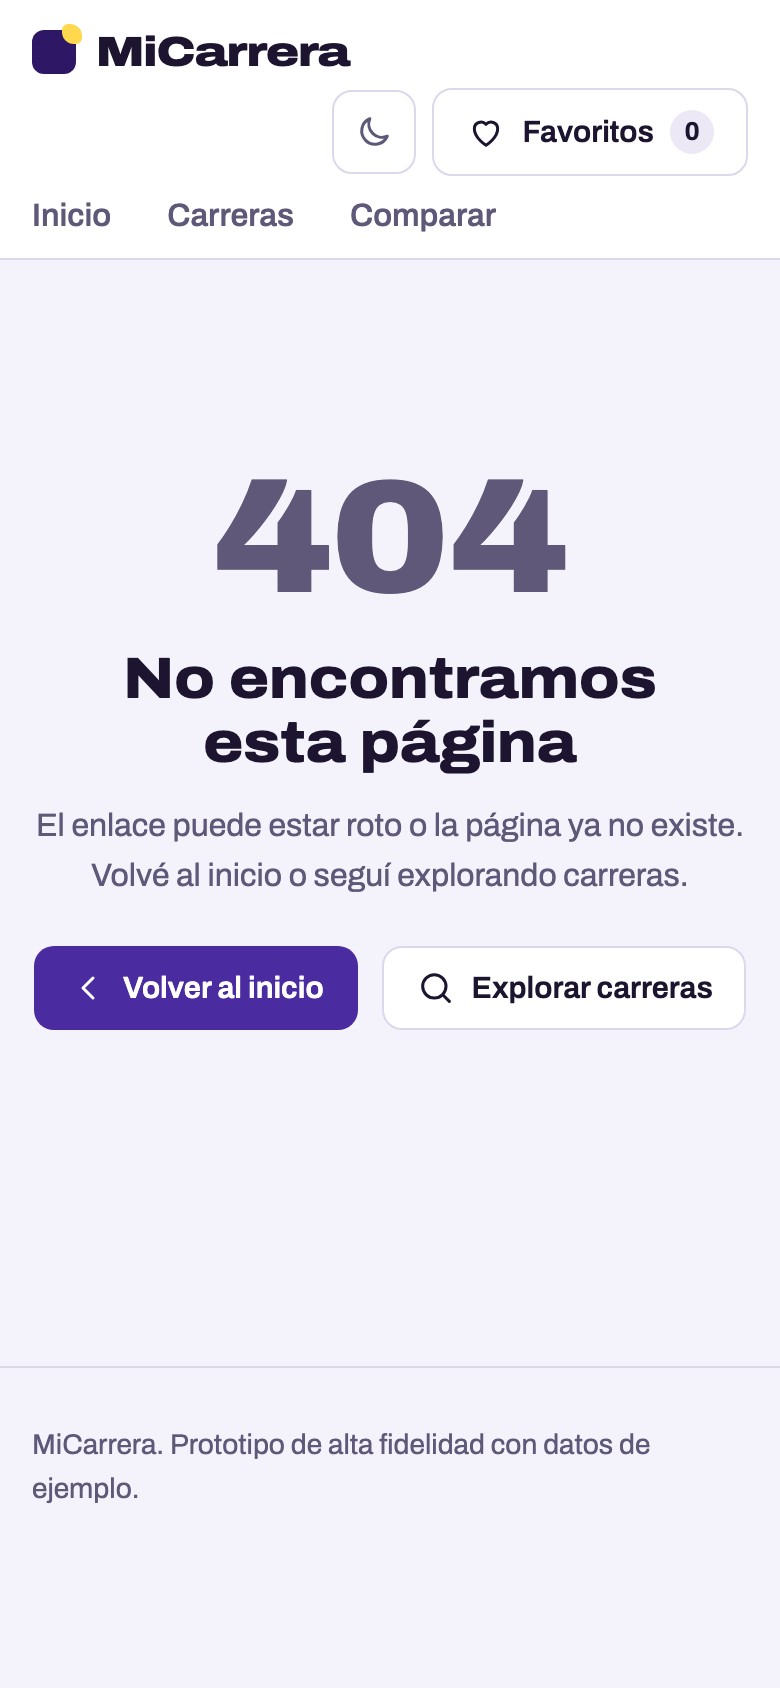 MiCarrera
Favoritos 0
Inicio Carreras Comparar
404
No encontramos
esta página
El enlace puede estar roto o la página ya no existe.
Volvé al inicio o seguí explorando carreras.
Volver al inicio Explorar carreras
MiCarrera. Prototipo de alta fidelidad con datos de
ejemplo.